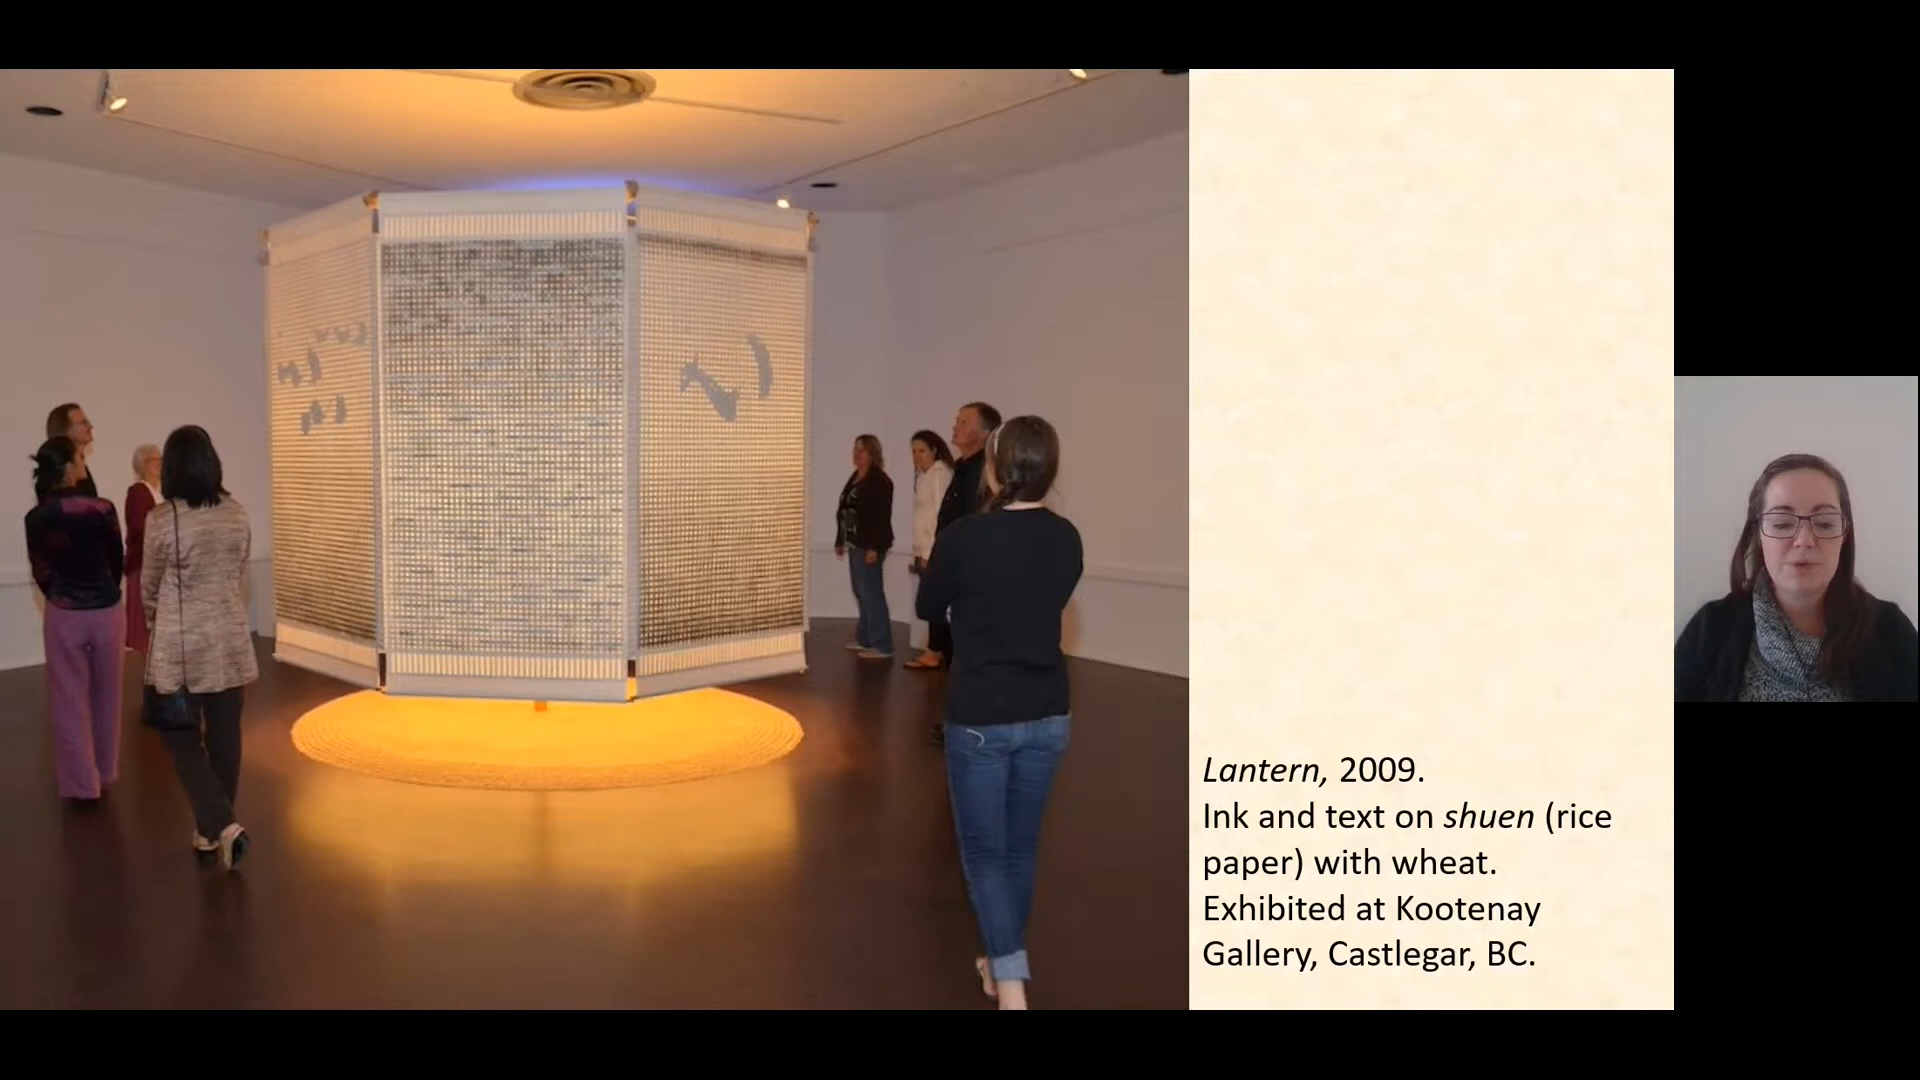 Lantern, 2009.
Ink and text on shuen (rice
paper) with wheat.
Exhibited at Kootenay
Gallery, Castlegar, BC.